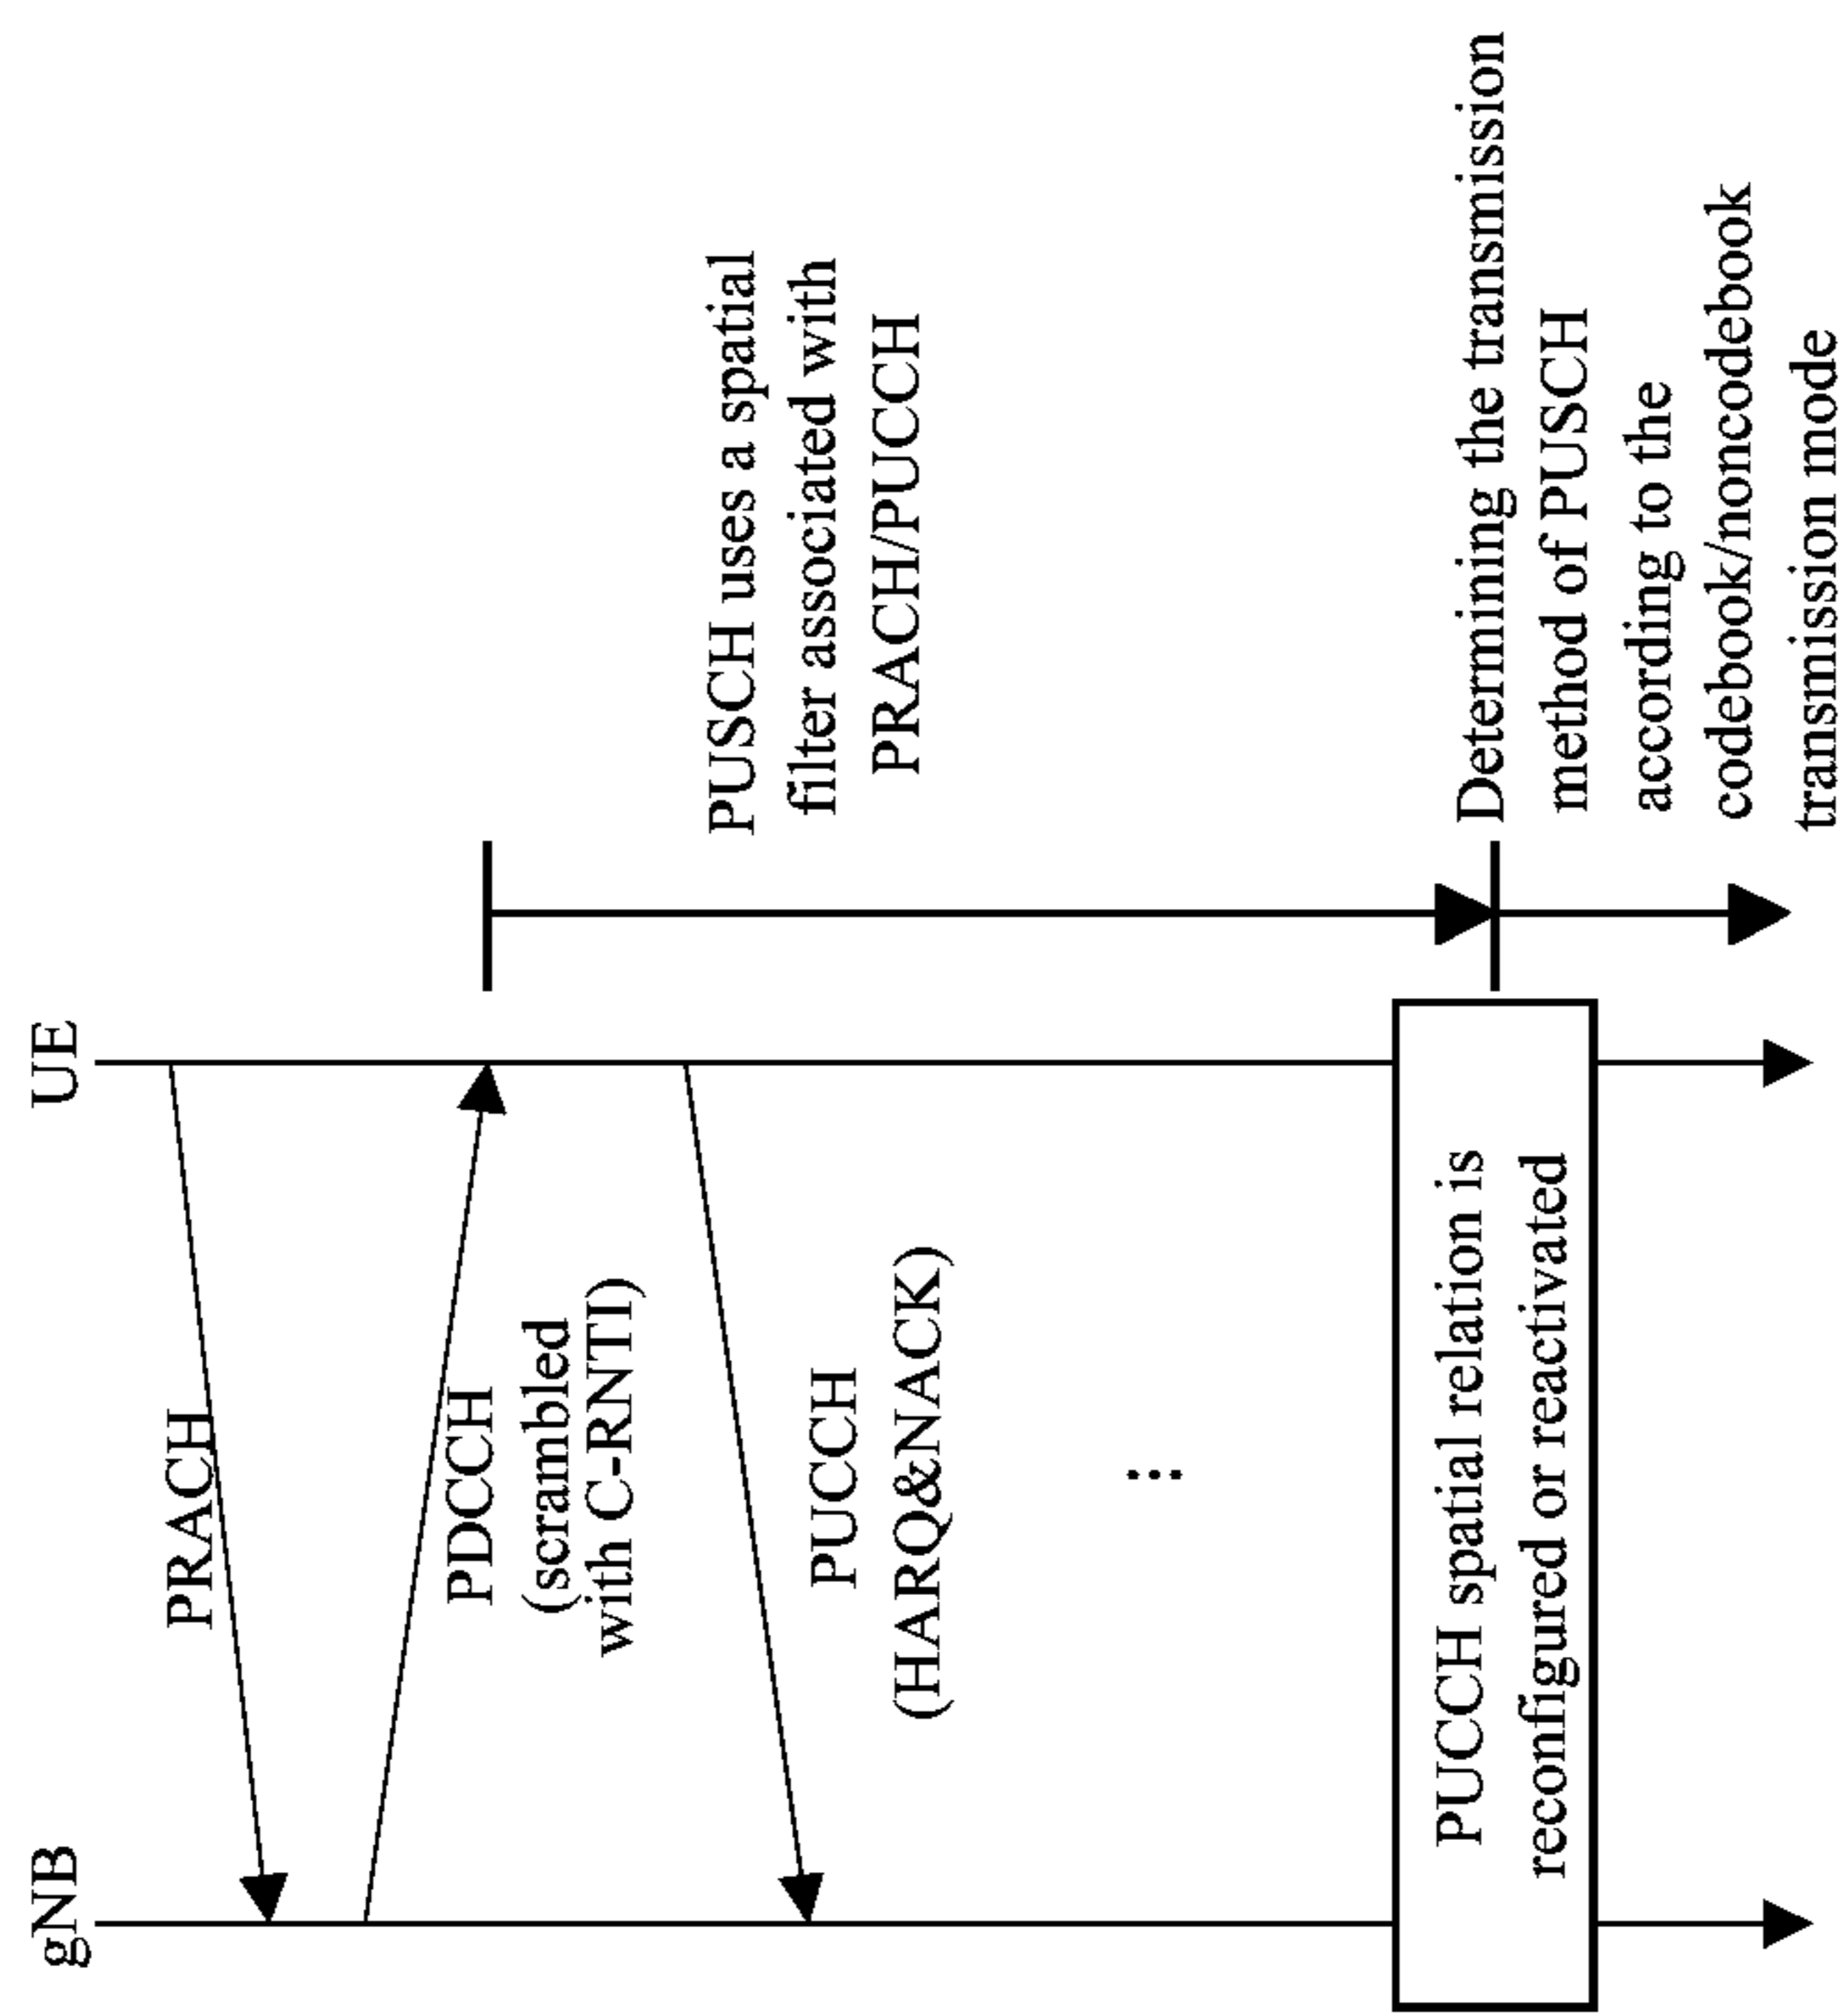 gNB
UE
PRACH
PDCCH
(scrambled
with C-RNTI)
PUCCH
(HARQ&NACK)
⋮
PUCCH spatial relation is
reconfigured or reactivated
PUSCH uses a spatial
filter associated with
PRACH/PUCCH
Determining the transmission
method of PUSCH
according to the
codebook/noncodebook
transmission mode